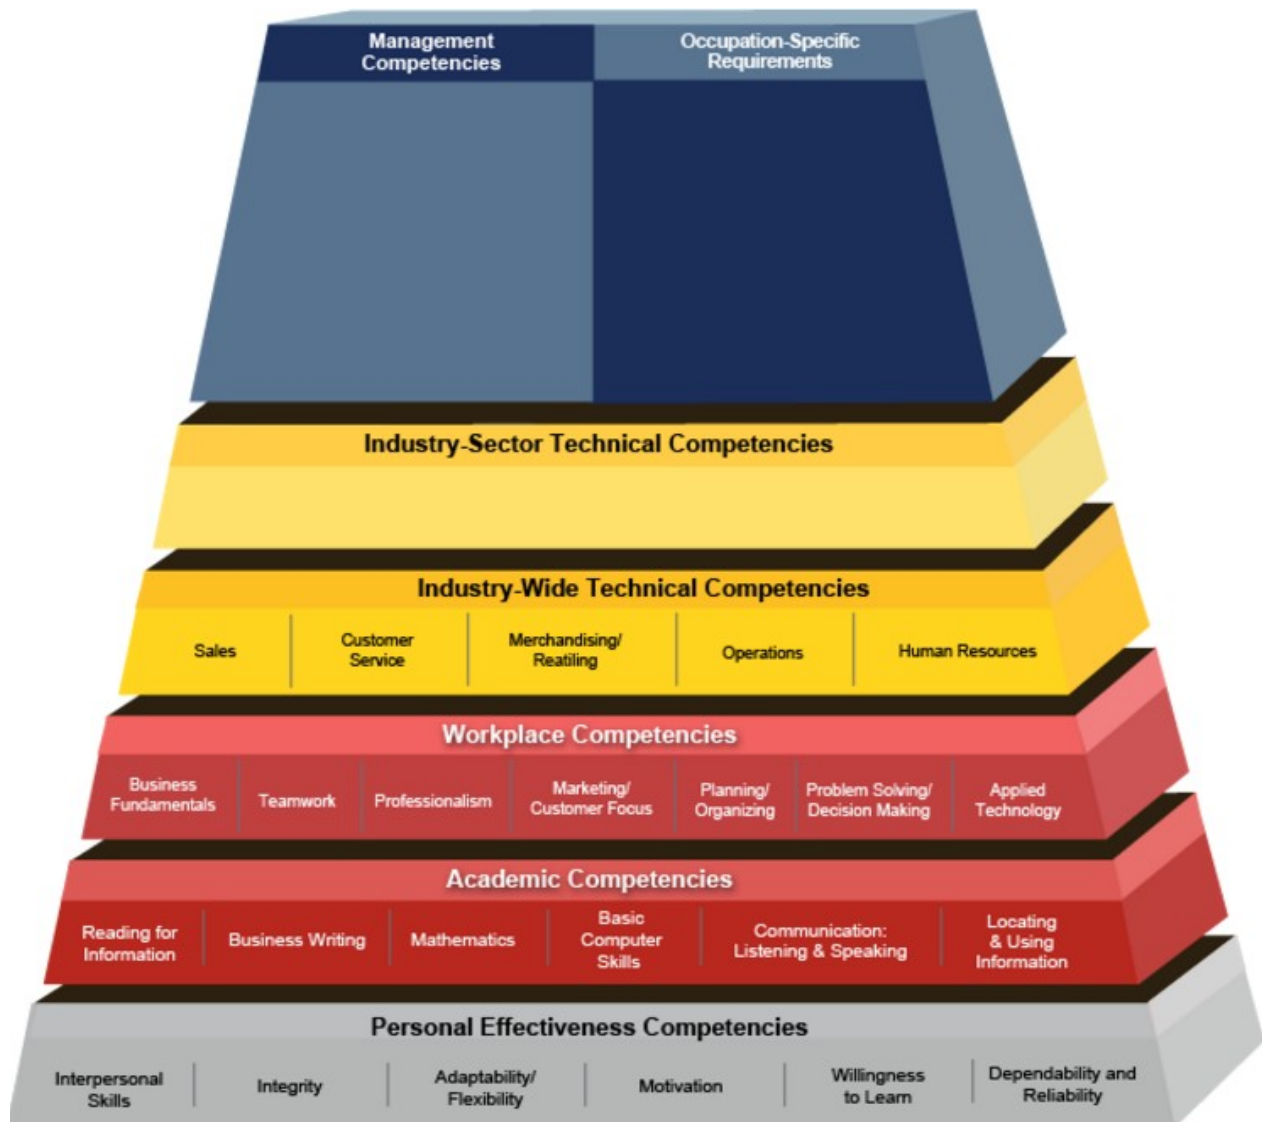 Management
Competencies
Occupation-Specific
Requirements
Industry-Sector Technical Competencies
Industry-Wide Technical Competencies
Sales
Customer
Service
Merchandising/
Reatiling
Operations
Human Resources
Workplace Competencies
Business
Fundamentals
Teamwork
Professionalism
Marketing/
Customer Focus
Planning/
Organizing
Problem Solving/
Decision Making
Applied
Technology
Academic Competencies
Reading for
Information
Business Writing
Mathematics
Basic
Computer
Skills
Communication:
Listening & Speaking
Locating
& Using
Information
Personal Effectiveness Competencies
Interpersonal
Skills
Integrity
Adaptability/
Flexibility
Motivation
Willingness
to Learn
Dependability and
Reliability